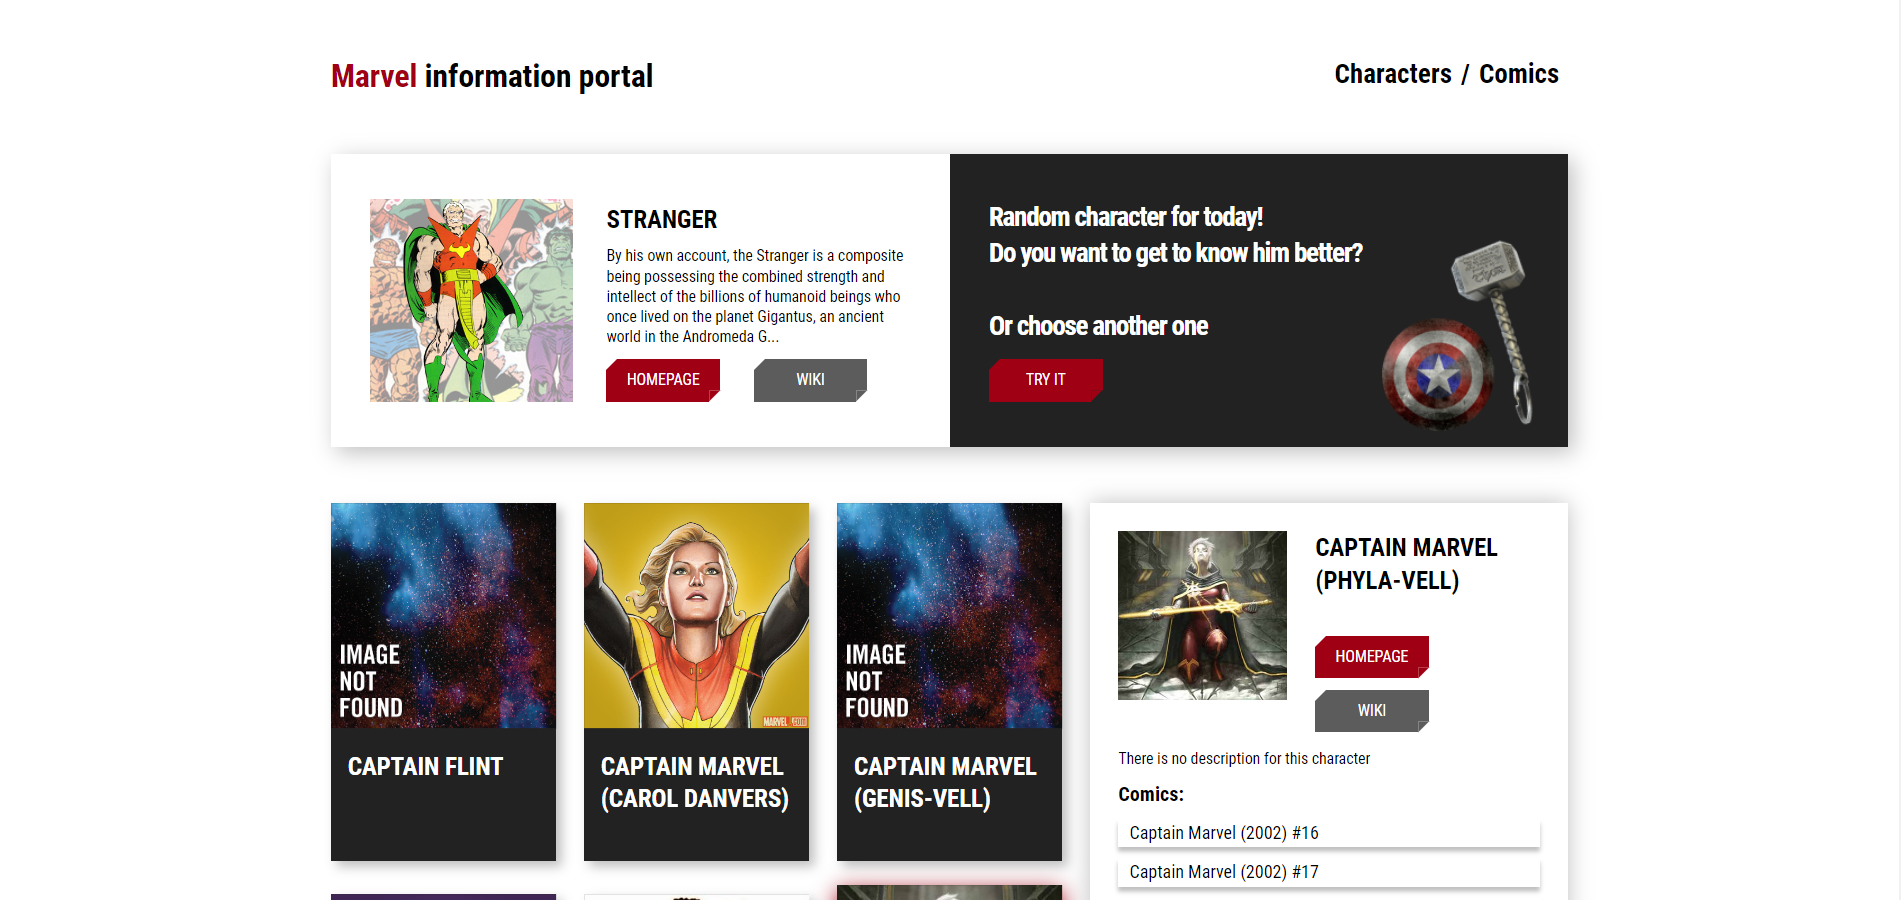 Marvel information portal
Characters / Comics
STRANGER
By his own account, the Stranger is a composite
being possessing the combined strength and
intellect of the billions of humanoid beings who
once lived on the planet Gigantus, an ancient
world in the Andromeda G...
HOMEPAGE
WIKI
Random character for today!
Do you want to get to know him better?
Or choose another one
TRY IT
IMAGE
NOT
FOUND
CAPTAIN FLINT
MARVEL.com
CAPTAIN MARVEL
(CAROL DANVERS)
IMAGE
NOT
FOUND
CAPTAIN MARVEL
(GENIS-VELL)
CAPTAIN MARVEL
(PHYLA-VELL)
HOMEPAGE
WIKI
There is no description for this character
Comics:
Captain Marvel (2002) #16
Captain Marvel (2002) #17